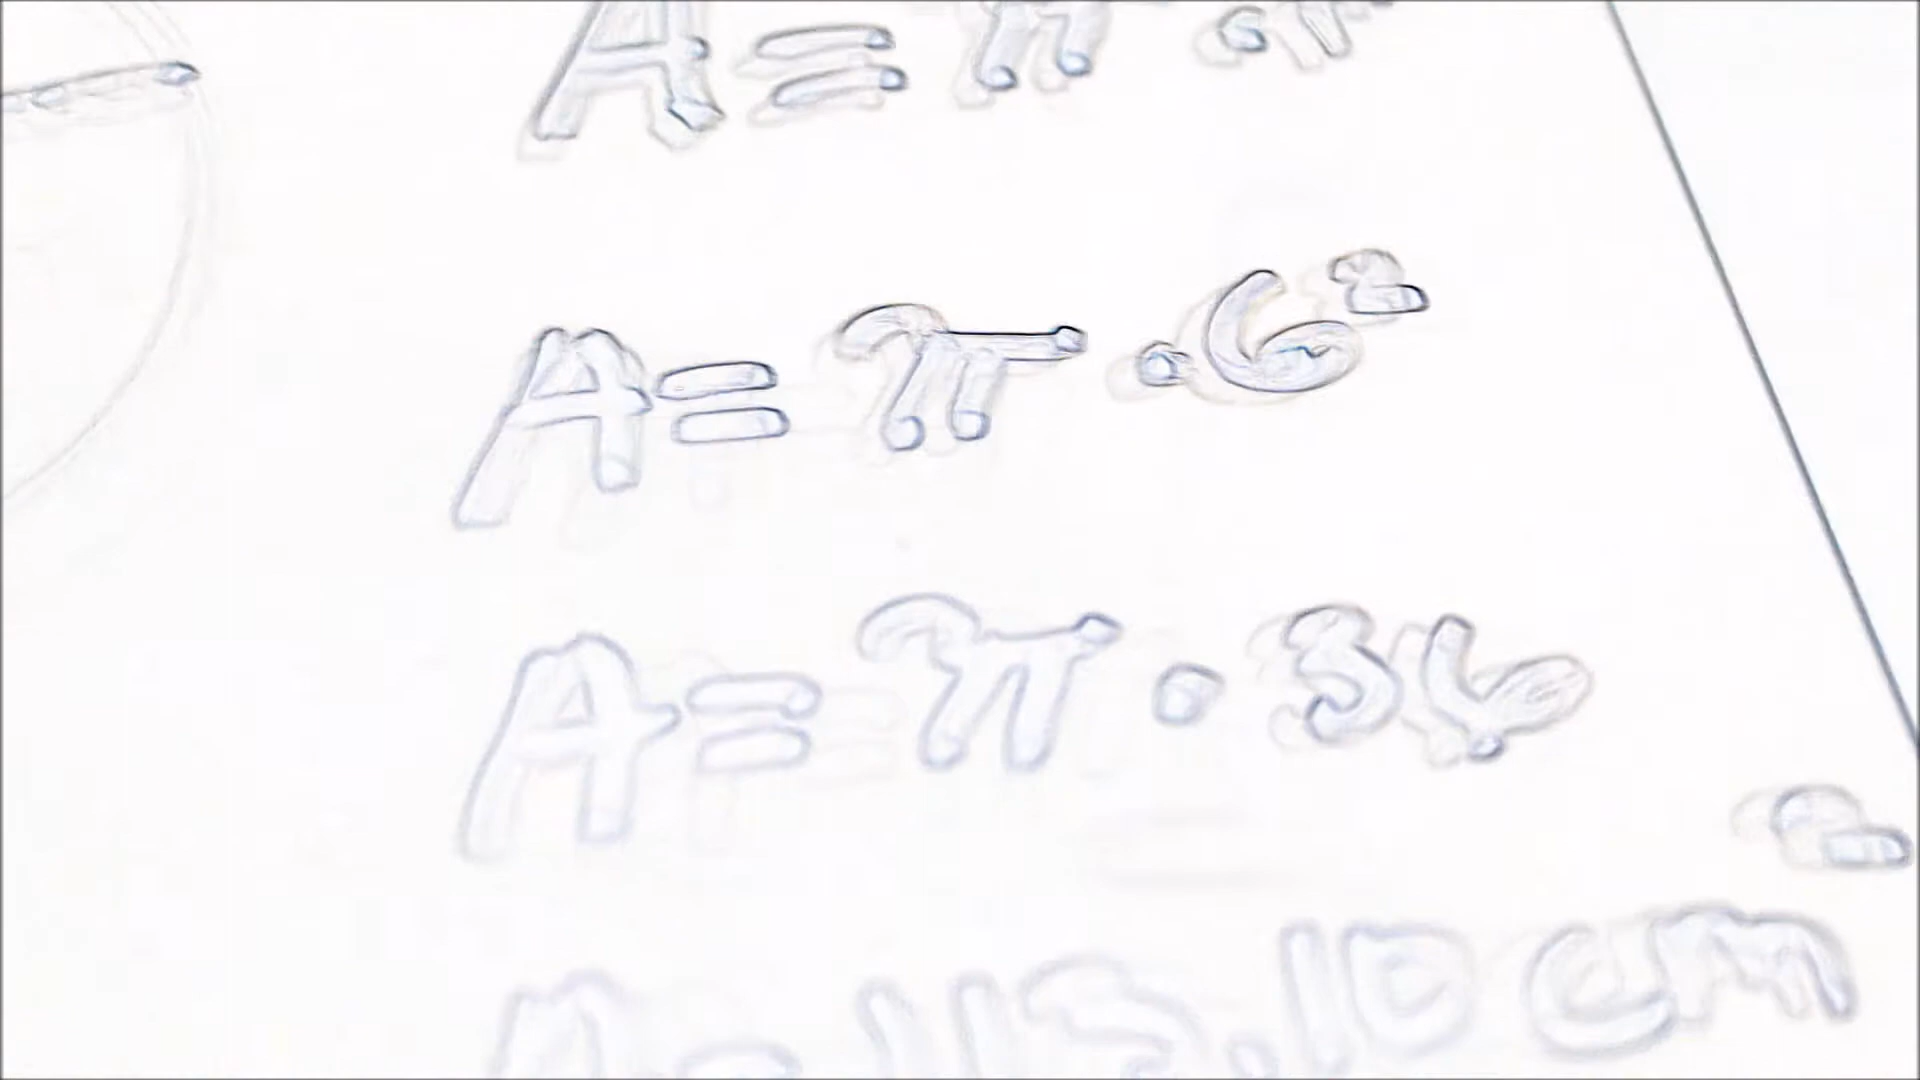 A = π · r
A = π · 6²
A = π · 36
A = 113.10 cm²